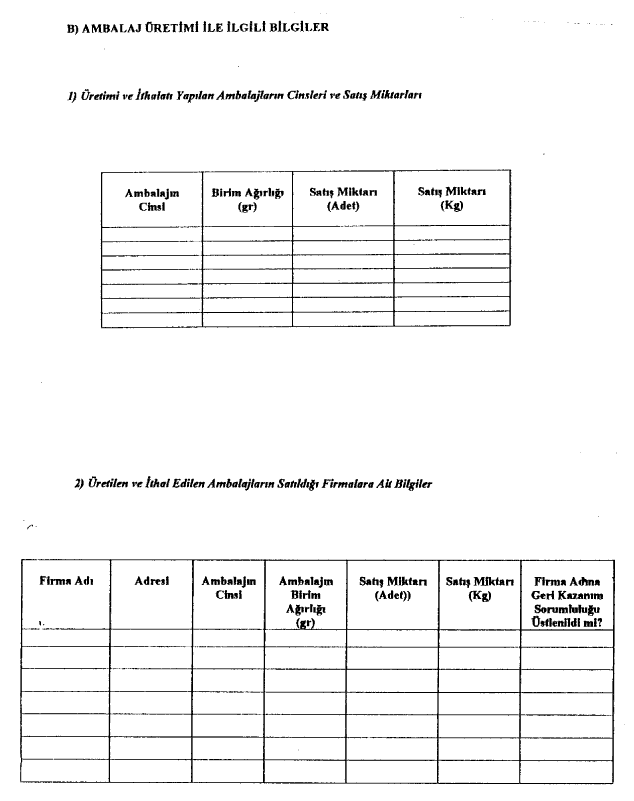 B) AMBALAJ ÜRETİMİ İLE İLGİLİ BİLGİLER
1) Üretimi ve İthalatı Yapılan Ambalajların Cinsleri ve Satış Miktarları
Ambalajın Cinsi
Birim Ağırlığı (gr)
Satış Miktarı (Adet)
Satış Miktarı (Kg)
2) Üretilen ve İthal Edilen Ambalajların Satıldığı Firmalara Ait Bilgiler
Firma Adı
Adresi
Ambalajın Cinsi
Ambalajın Birim Ağırlığı (gr)
Satış Miktarı (Adet))
Satış Miktarı (Kg)
Firma Adına Geri Kazanım Sorumluluğu Üstlenildi mi?